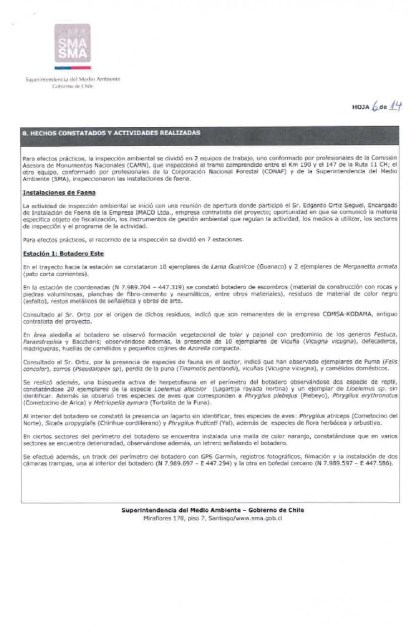 SMA
SMA
Superintendencia del Medio Ambiente
Gobierno de Chile
HOJA 6 de 14
8. HECHOS CONSTATADOS Y ACTIVIDADES REALIZADAS
Para efectos prácticos, la inspección ambiental se dividió en 2 equipos de trabajo, uno conformado por profesionales de la Comisión
Asesora de Monumentos Nacionales (CAMN), que inspeccionó el tramo comprendido entre el Km 190 y el 147 de la Ruta 11 CH; el
otro equipo, conformado por profesionales de la Corporación Nacional Forestal (CONAF) y de la Superintendencia del Medio
Ambiente (SMA), inspeccionaron las instalaciones de faena.
Instalaciones de Faena
La actividad de inspección ambiental se inició con una reunión de apertura donde participó el Sr. Edgardo Ortiz Seguel, Encargado
de Instalación de Faena de la Empresa IMACO Ltda., empresa contratista del proyecto; oportunidad en que se comunicó la materia
específica objeto de fiscalización, los instrumentos de gestión ambiental que regulan la actividad, los medios a utilizar, los sectores
de inspección y el programa de la actividad.
Para efectos prácticos, el recorrido de la inspección se dividió en 7 estaciones.
Estación 1: Botadero Este
En el trayecto hacia la estación se constataron 10 ejemplares de Lama Guanicoe (Guanaco) y 2 ejemplares de Merganetta armata
(pato corta corrientes).
En la estación de coordenadas (N 7.989.704 – 447.319) se constató botadero de escombros (material de construcción con rocas y
piedras voluminosas, planchas de fibro-cemento y neumáticos, entre otros materiales), residuos de material de color negro
(asfalto), restos metálicos de señalética y obras de arte.
Consultado al Sr. Ortiz por el origen de dichos residuos, indicó que son remanentes de la empresa COMSA-KODAMA, antiguo
contratista del proyecto.
En área aledaña al botadero se observó formación vegetacional de tolar y pajonal con predominio de los géneros Festuca,
Parastrephia y Baccharis; observándose además, la presencia de 10 ejemplares de Vicuña (Vicugna vicugna), defecaderos,
madrigueras, huellas de camélidos y pequeños cojines de Azorella compacta.
Consultado al Sr. Ortiz, por la presencia de especies de fauna en el sector, indicó que han observado ejemplares de Puma (Felis
concolor), zorros (Pseudalopex sp), perdiz de la puna (Tinamotis pentlandii), vicuñas (Vicugna vicugna), y camélidos domésticos.
Se realizó además, una búsqueda activa de herpetofauna en el perímetro del botadero observándose dos especie de reptil,
constatándose 20 ejemplares de la especie Liolaemus alticolor (Lagartija rayada nortina) y un ejemplar de Liolaemus sp. sin
identificar. Además se observó tres especies de aves que corresponden a Phrygilus plebejus (Plebeyo), Phrygilus erythronotus
(Cometocino de Arica) y Metriopelia aymara (Tortolita de la Puna).
Al interior del botadero se constató la presencia un lagarto sin identificar, tres especies de aves: Phrygilus atriceps (Cometocino del
Norte), Sicalis uropygialis (Chirihue cordillerano) y Phrygilus fruticeti (Yal), además de especies de flora herbácea y arbustivo.
En ciertos sectores del perímetro del botadero se encuentra instalada una malla de color naranjo, constatándose que en varios
sectores se encuentra deteriorada, observándose además, un letrero señalando el botadero.
Se efectuó además, un track del perímetro del botadero con GPS Garmin, registros fotográficos, filmación y la instalación de dos
cámaras trampas, una al interior del botadero (N 7.989.697 – E 447.294) y la otra en bofedal cercano (N 7.989.597 – E 447.586).
Superintendencia del Medio Ambiente – Gobierno de Chile
Miraflores 178, piso 7, Santiago/www.sma.gob.cl